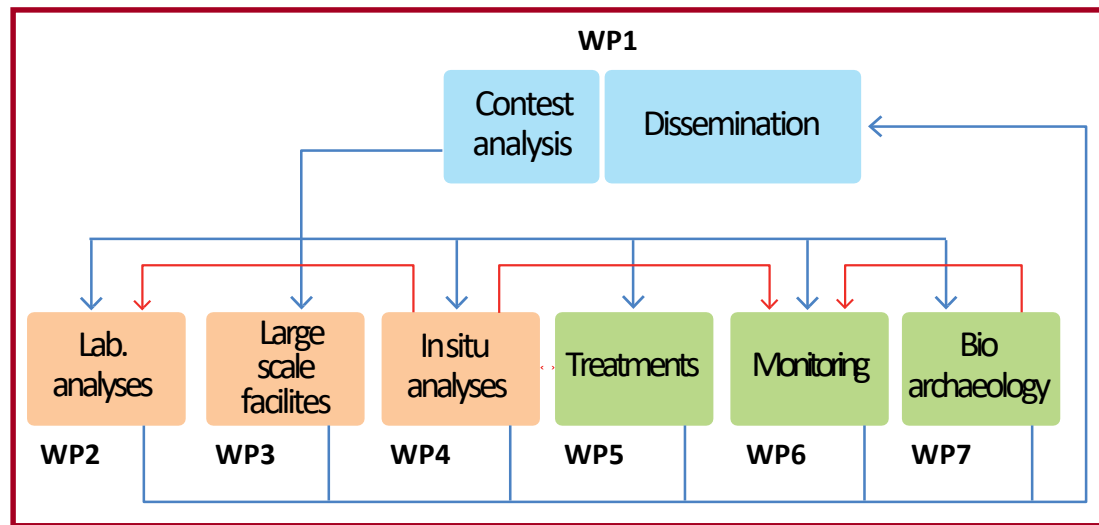 WP1
Contest
analysis
Dissemination
Lab.
analyses
Large
scale
facilites
In situ
analyses
Treatments
Monitoring
Bio
archaeology
WP2
WP3
WP4
WP5
WP6
WP7